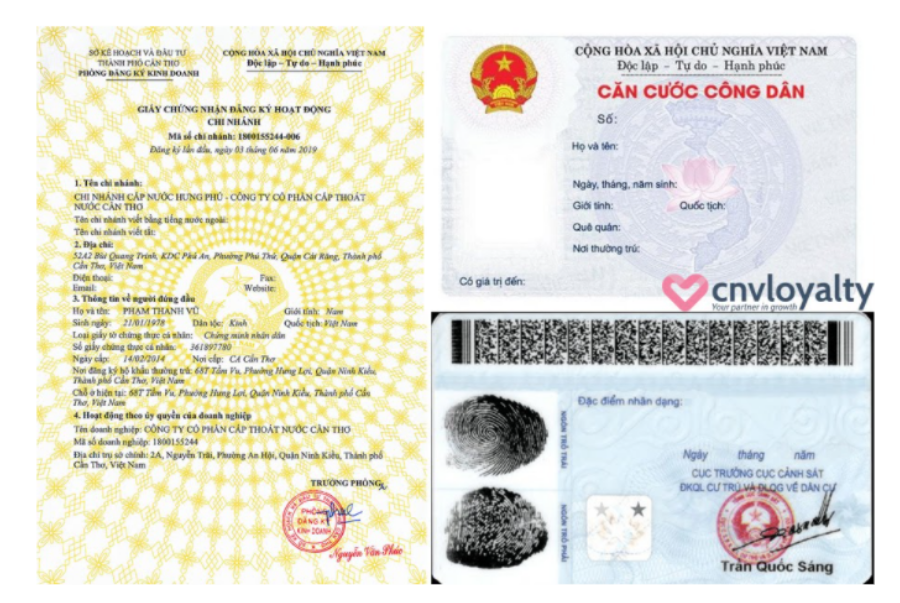 SỞ KẾ HOẠCH VÀ ĐẦU TƯ
THÀNH PHỐ CẦN THƠ
PHÒNG ĐĂNG KÝ KINH DOANH
CỘNG HÒA XÃ HỘI CHỦ NGHĨA VIỆT NAM
Độc lập – Tự do – Hạnh phúc
GIẤY CHỨNG NHẬN ĐĂNG KÝ HOẠT ĐỘNG
CHI NHÁNH
Mã số chi nhánh: 1800155244-006
Đăng ký lần đầu, ngày 03 tháng 06 năm 2019
1. Tên chi nhánh:
CHI NHÁNH CẤP NƯỚC HƯNG PHÚ - CÔNG TY CỔ PHẦN CẤP THOÁT
NƯỚC CẦN THƠ
Tên chi nhánh viết bằng tiếng nước ngoài:
Tên chi nhánh viết tắt:
2. Địa chỉ:
52A2 Bùi Quang Trinh, KDC Phú An, Phường Phú Thứ, Quận Cái Răng, Thành phố
Cần Thơ, Việt Nam
Điện thoại: Fax:
Email: Website:
3. Thông tin về người đứng đầu
Họ và tên: PHẠM THANH VŨ Giới tính: Nam
Sinh ngày: 21/01/1978 Dân tộc: Kinh Quốc tịch: Việt Nam
Loại giấy tờ chứng thực cá nhân: Chứng minh nhân dân
Số giấy chứng thực cá nhân: 361897780
Ngày cấp: 14/02/2014 Nơi cấp: CA Cần Thơ
Nơi đăng ký hộ khẩu thường trú: 68T Tầm Vu, Phường Hưng Lợi, Quận Ninh Kiều,
Thành phố Cần Thơ, Việt Nam
Chỗ ở hiện tại: 68T Tầm Vu, Phường Hưng Lợi, Quận Ninh Kiều, Thành phố Cần
Thơ, Việt Nam
4. Hoạt động theo ủy quyền của doanh nghiệp
Tên doanh nghiệp: CÔNG TY CỔ PHẦN CẤP THOÁT NƯỚC CẦN THƠ
Mã số doanh nghiệp: 1800155244
Địa chỉ trụ sở chính: 2A, Nguyễn Trãi, Phường An Hội, Quận Ninh Kiều, Thành phố
Cần Thơ, Việt Nam
TRƯỞNG PHÒNG
PHÒNG
ĐĂNG KÝ
KINH DOANH
Nguyễn Văn Phúc
CỘNG HÒA XÃ HỘI CHỦ NGHĨA VIỆT NAM
Độc lập – Tự do – Hạnh phúc
CĂN CƯỚC CÔNG DÂN
Số:
Họ và tên:
Ngày, tháng, năm sinh:
Giới tính: Quốc tịch:
Quê quán:
Nơi thường trú:
Có giá trị đến:
cnvloyalty
Your partner in growth
Đặc điểm nhân dạng:
NGÓN TRỎ TRÁI
NGÓN TRỎ PHẢI
Ngày tháng năm
CỤC TRƯỞNG CỤC CẢNH SÁT
ĐKQL CƯ TRÚ VÀ DLQG VỀ DÂN CƯ
Trần Quốc Sáng